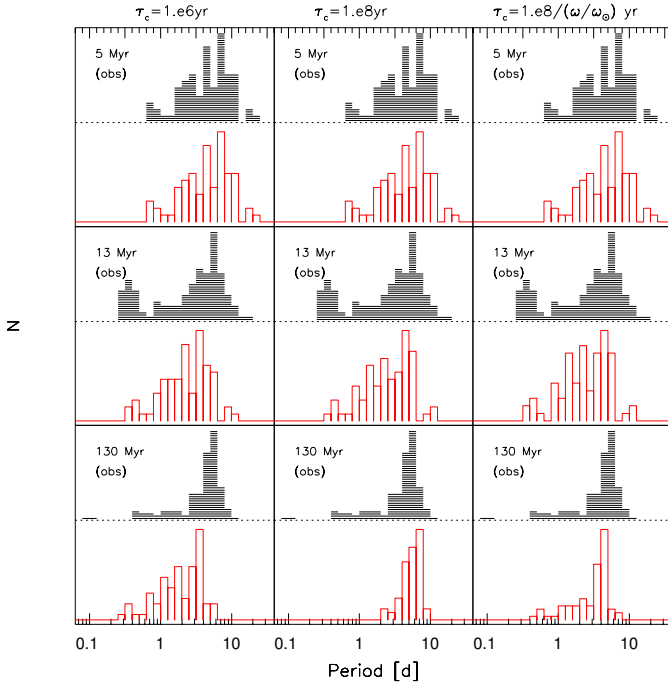 τc=1.e6yr τc=1.e8yr τc=1.e8/(ω/ω⊙) yr
5 Myr 5 Myr 5 Myr
(obs) (obs) (obs)
13 Myr 13 Myr 13 Myr
(obs) (obs) (obs)
N
130 Myr 130 Myr 130 Myr
(obs) (obs) (obs)
0.1 1 10 0.1 1 10 0.1 1 10
Period [d]